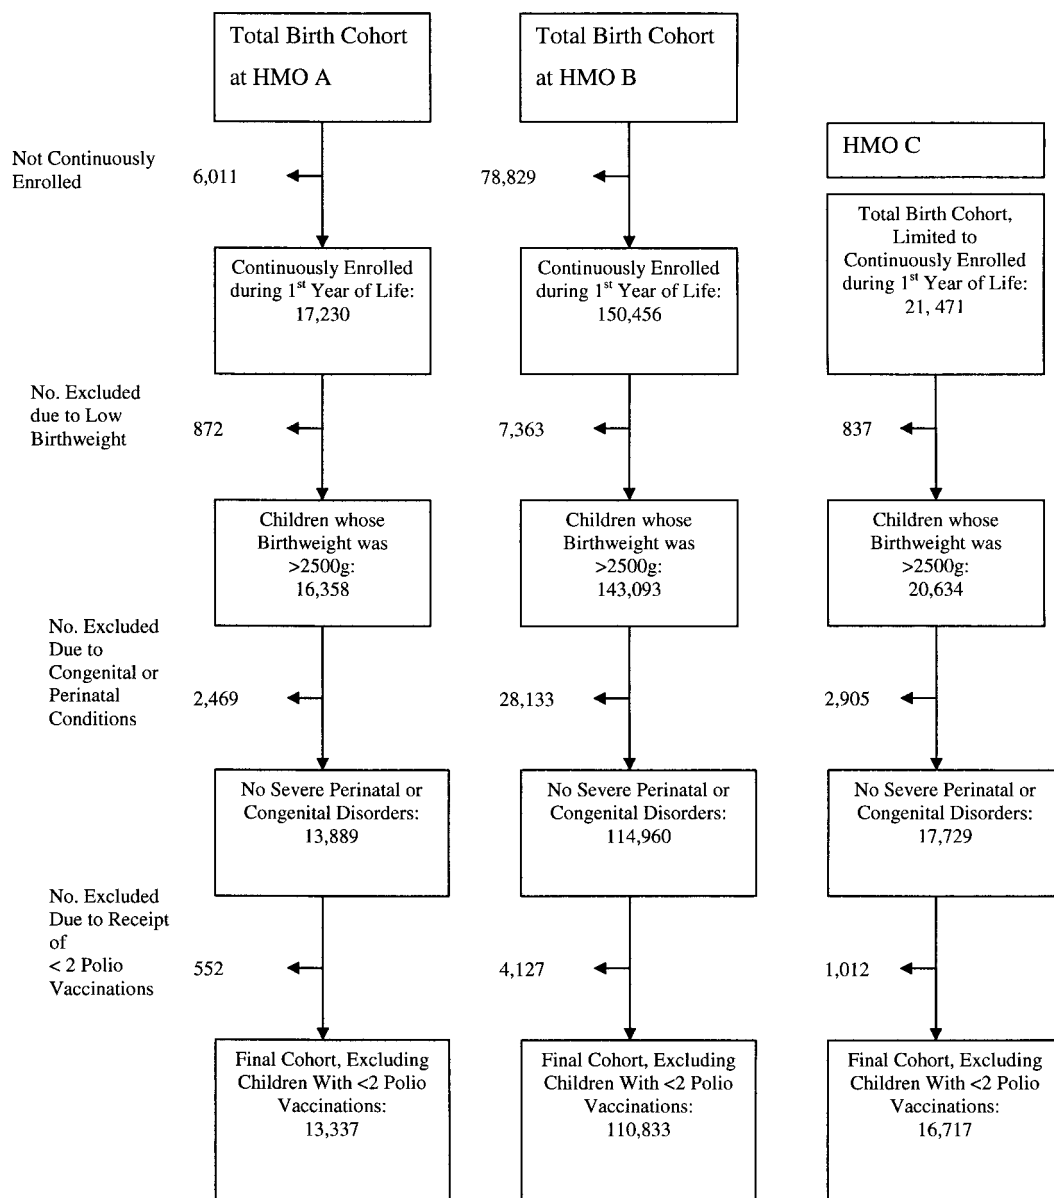 Total Birth Cohort
at HMO A
Total Birth Cohort
at HMO B
HMO C
Not Continuously
Enrolled
6,011
78,829
Continuously Enrolled
during 1st Year of Life:
17,230
Continuously Enrolled
during 1st Year of Life:
150,456
Total Birth Cohort,
Limited to
Continuously Enrolled
during 1st Year of Life:
21, 471
No. Excluded
due to Low
Birthweight
872
7,363
837
Children whose
Birthweight was
>2500g:
16,358
Children whose
Birthweight was
>2500g:
143,093
Children whose
Birthweight was
>2500g:
20,634
No. Excluded
Due to
Congenital or
Perinatal
Conditions
2,469
28,133
2,905
No Severe Perinatal or
Congenital Disorders:
13,889
No Severe Perinatal or
Congenital Disorders:
114,960
No Severe Perinatal or
Congenital Disorders:
17,729
No. Excluded
Due to Receipt
of
< 2 Polio
Vaccinations
552
4,127
1,012
Final Cohort, Excluding
Children With <2 Polio
Vaccinations:
13,337
Final Cohort, Excluding
Children With <2 Polio
Vaccinations:
110,833
Final Cohort, Excluding
Children With <2 Polio
Vaccinations:
16,717